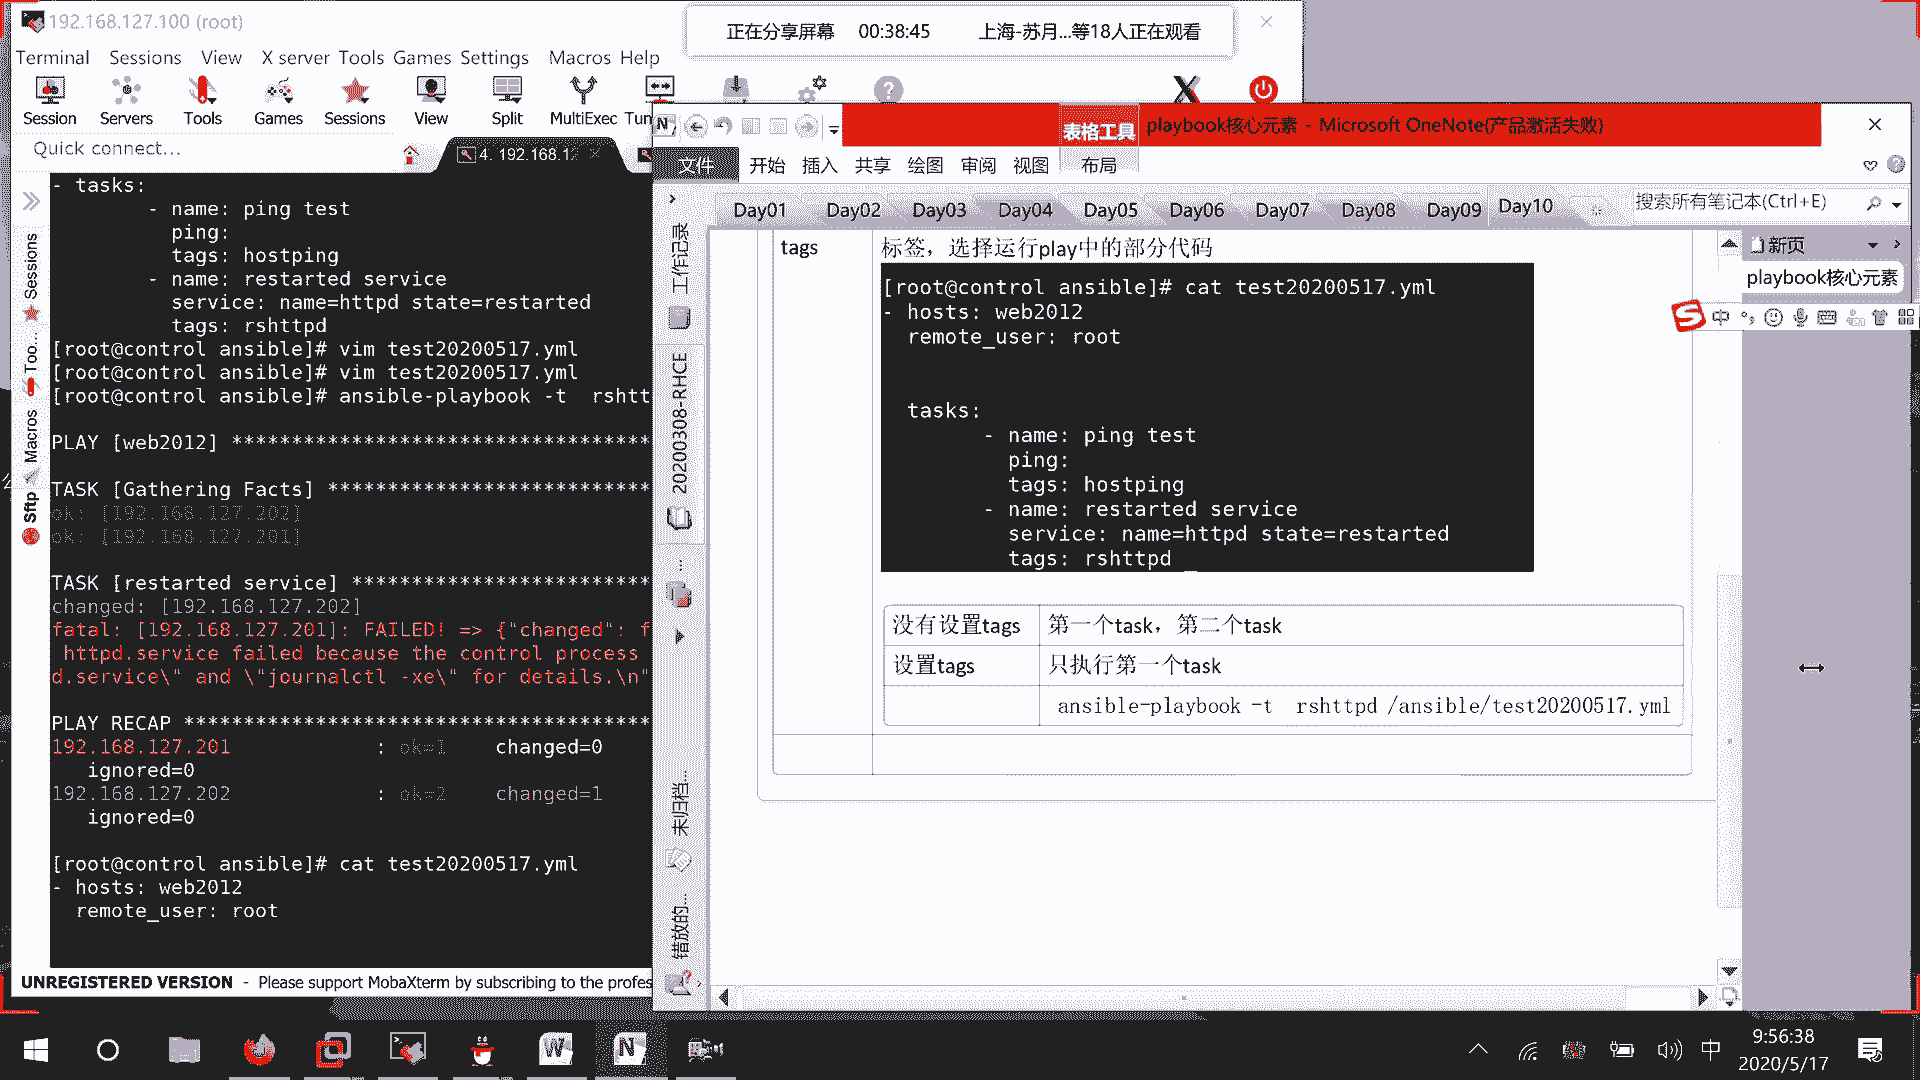 192.168.127.100 (root)
正在分享屏幕 00:38:45 上海-苏月...等18人正在观看
Terminal Sessions View X server Tools Games Settings Macros Help
Session Servers Tools Games Sessions View Split MultiExec Tun
Quick connect...
4. 192.168.12
- tasks:
- name: ping test
ping:
tags: hostping
- name: restarted service
service: name=httpd state=restarted
tags: rshttpd
[root@control ansible]# vim test20200517.yml
[root@control ansible]# vim test20200517.yml
[root@control ansible]# ansible-playbook -t  rshtt
PLAY [web2012] ***********************************
TASK [Gathering Facts] ***************************
ok: [192.168.127.202]
ok: [192.168.127.201]
TASK [restarted service] *************************
changed: [192.168.127.202]
fatal: [192.168.127.201]: FAILED! => {"changed": f
httpd.service failed because the control process
d.service\" and \"journalctl -xe\" for details.\n"
PLAY RECAP ***************************************
192.168.127.201 : ok=1 changed=0
ignored=0
192.168.127.202 : ok=2 changed=1
ignored=0
[root@control ansible]# cat test20200517.yml
- hosts: web2012
remote_user: root
UNREGISTERED VERSION - Please support MobaXterm by subscribing to the profes
Sessions
Too...
Macros
Sftp
表格工具 playbook核心元素 - Microsoft OneNote(产品激活失败)
文件 开始 插入 共享 绘图 审阅 视图 布局
Day01 Day02 Day03 Day04 Day05 Day06 Day07 Day08 Day09 Day10
搜索所有笔记本(Ctrl+E)
工作记录
20200308-RHCE
...
未归档...
错放的...
新页
playbook核心元素
中
tags 标签，选择运行play中的部分代码
[root@control ansible]# cat test20200517.yml
- hosts: web2012
remote_user: root
tasks:
- name: ping test
ping:
tags: hostping
- name: restarted service
service: name=httpd state=restarted
tags: rshttpd
没有设置tags 第一个task，第二个task
设置tags 只执行第一个task
ansible-playbook -t  rshttpd /ansible/test20200517.yml
中
9:56:38
2020/5/17